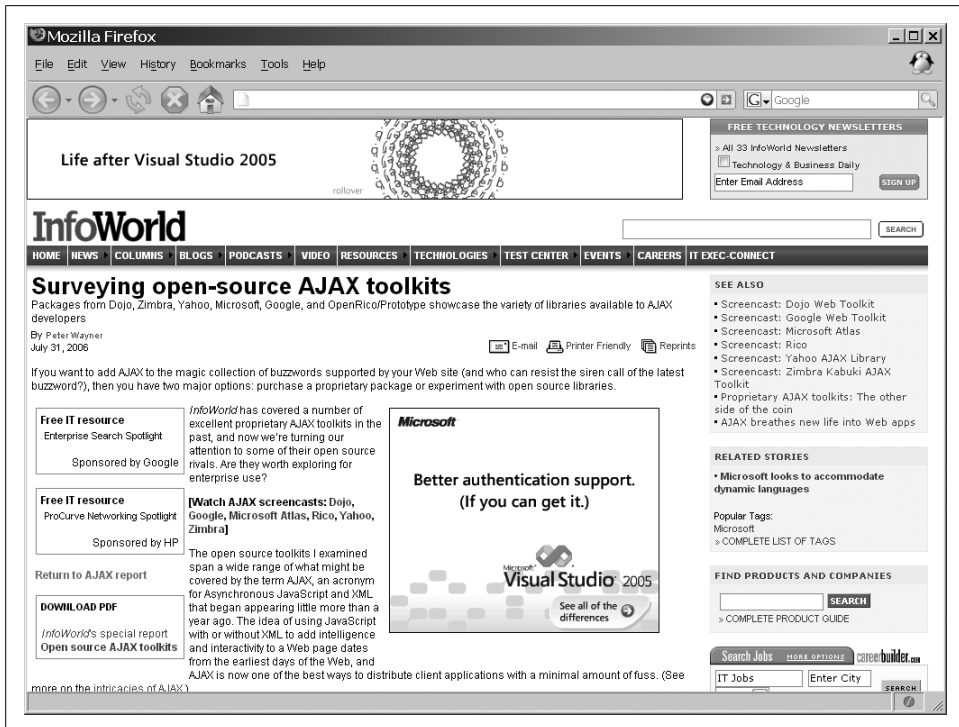 Mozilla Firefox
File Edit View History Bookmarks Tools Help
G Google
Life after Visual Studio 2005
rollover
FREE TECHNOLOGY NEWSLETTERS
» All 33 InfoWorld Newsletters
Technology & Business Daily
Enter Email Address
SIGN UP
InfoWorld
SEARCH
HOME NEWS COLUMNS BLOGS PODCASTS VIDEO RESOURCES TECHNOLOGIES TEST CENTER EVENTS CAREERS IT EXEC-CONNECT
Surveying open-source AJAX toolkits
Packages from Dojo, Zimbra, Yahoo, Microsoft, Google, and OpenRico/Prototype showcase the variety of libraries available to AJAX
developers
By Peter Wayner
July 31, 2006
E-mail Printer Friendly Reprints
If you want to add AJAX to the magic collection of buzzwords supported by your Web site (and who can resist the siren call of the latest
buzzword?), then you have two major options: purchase a proprietary package or experiment with open source libraries.
Free IT resource
Enterprise Search Spotlight
Sponsored by Google
Free IT resource
ProCurve Networking Spotlight
Sponsored by HP
Return to AJAX report
DOWNLOAD PDF
InfoWorld's special report
Open source AJAX toolkits
InfoWorld has covered a number of
excellent proprietary AJAX toolkits in the
past, and now we're turning our
attention to some of their open source
rivals. Are they worth exploring for
enterprise use?
[Watch AJAX screencasts: Dojo,
Google, Microsoft Atlas, Rico, Yahoo,
Zimbra]
The open source toolkits I examined
span a wide range of what might be
covered by the term AJAX, an acronym
for Asynchronous JavaScript and XML
that began appearing little more than a
year ago. The idea of using JavaScript
with or without XML to add intelligence
and interactivity to a Web page dates
from the earliest days of the Web, and
AJAX is now one of the best ways to distribute client applications with a minimal amount of fuss. (See
more on the intricacies of AJAX.)
Microsoft
Better authentication support.
(If you can get it.)
Microsoft
Visual Studio 2005
See all of the
differences
SEE ALSO
• Screencast: Dojo Web Toolkit
• Screencast: Google Web Toolkit
• Screencast: Microsoft Atlas
• Screencast: Rico
• Screencast: Yahoo AJAX Library
• Screencast: Zimbra Kabuki AJAX
Toolkit
• Proprietary AJAX toolkits: The other
side of the coin
• AJAX breathes new life into Web apps
RELATED STORIES
• Microsoft looks to accommodate
dynamic languages
Popular Tags:
Microsoft
» COMPLETE LIST OF TAGS
FIND PRODUCTS AND COMPANIES
SEARCH
» COMPLETE PRODUCT GUIDE
Search Jobs MORE OPTIONS careerbuilder.com
IT Jobs Enter City
SEARCH